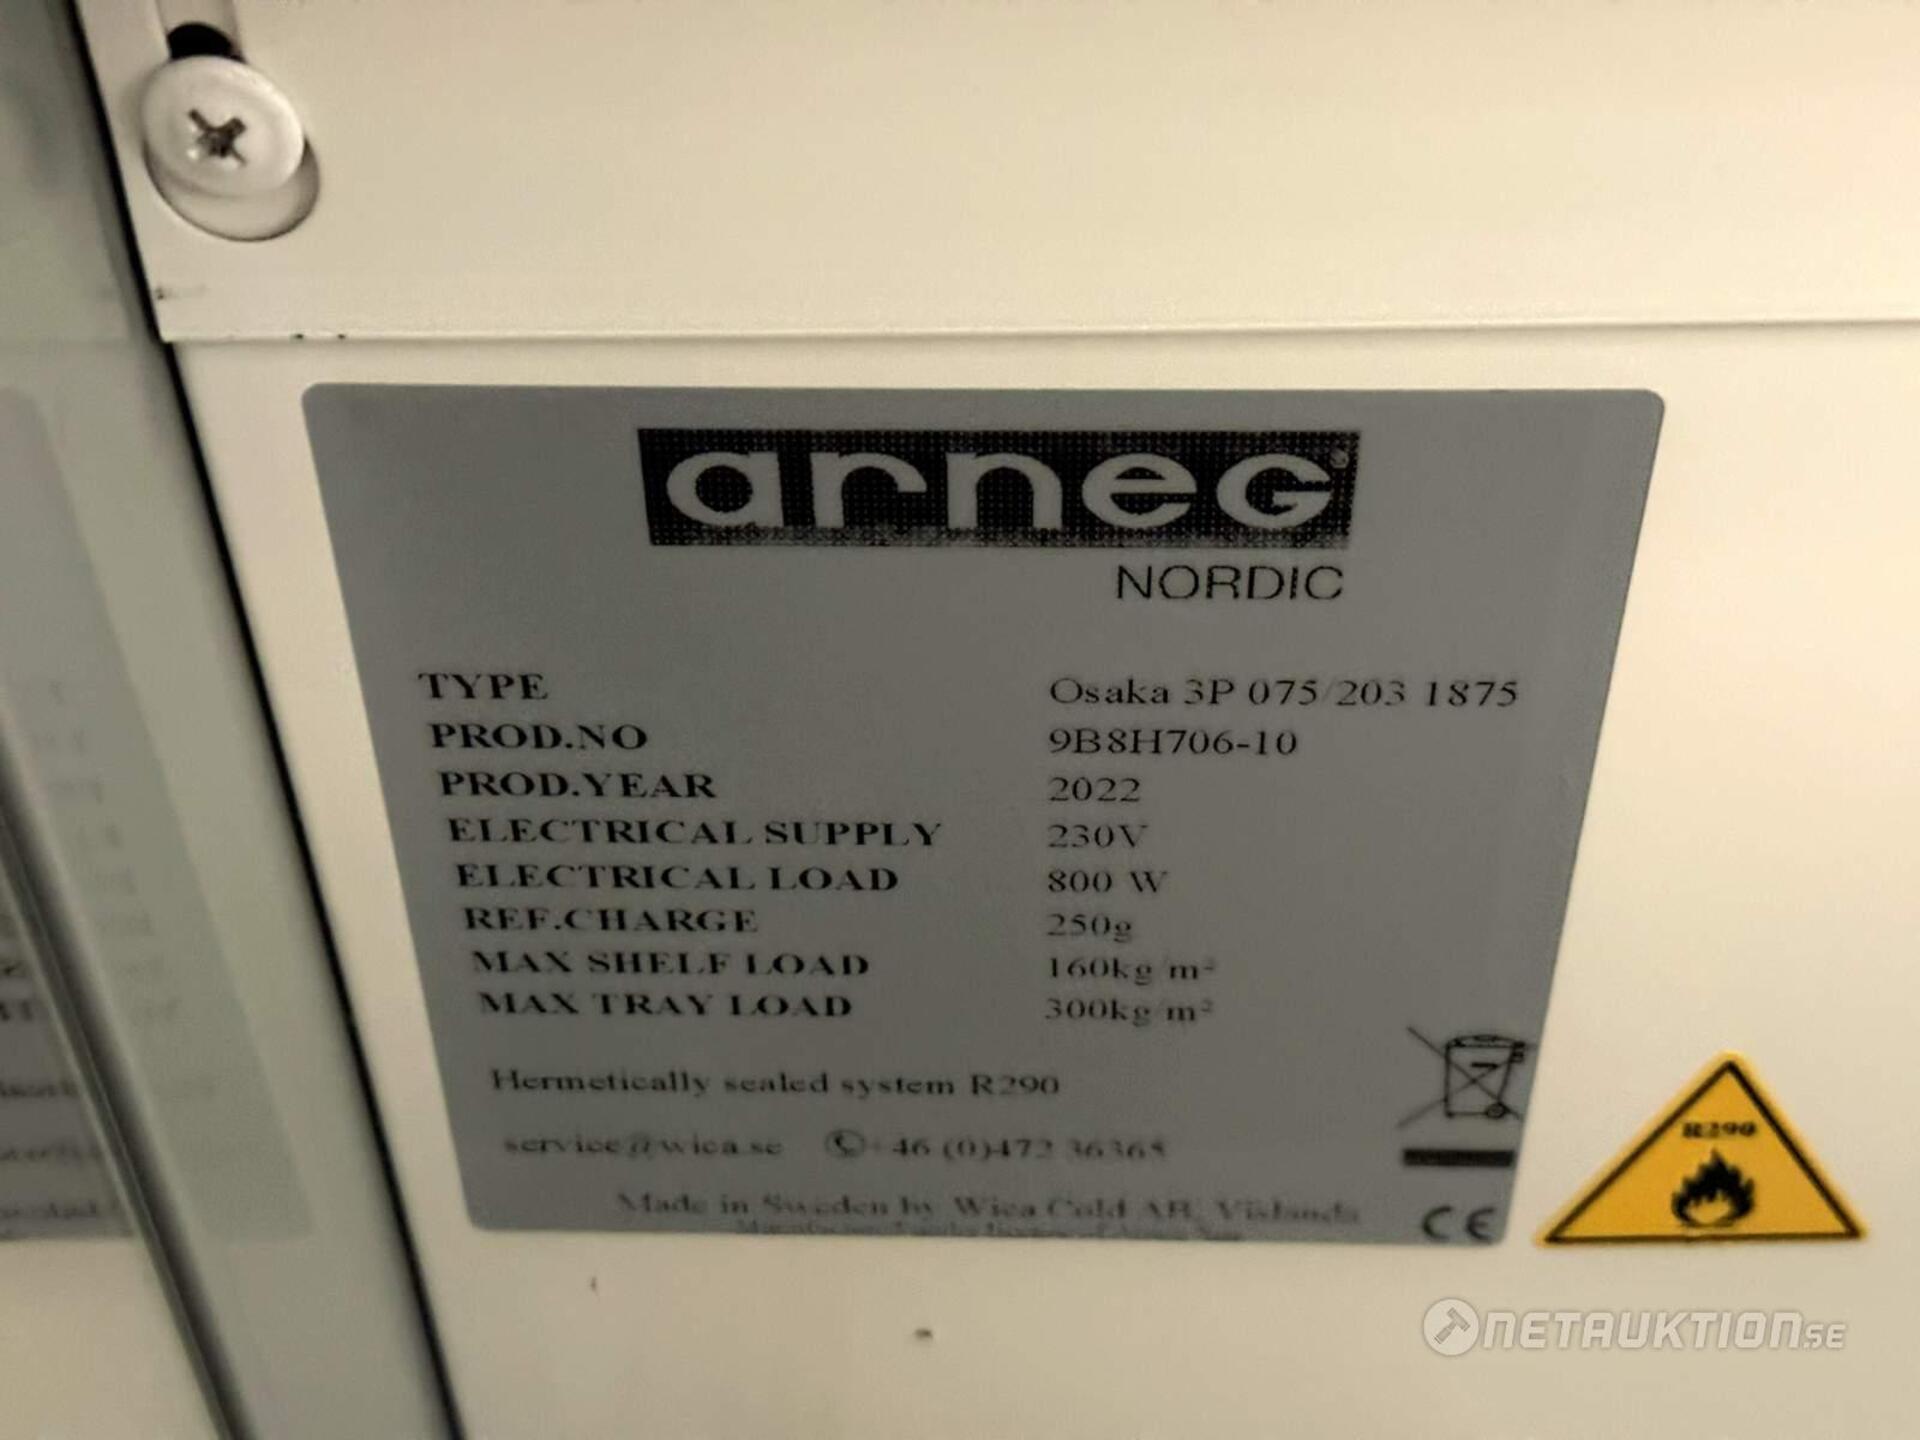 arneG
NORDIC
TYPE Osaka 3P 075/203 1875
PROD.NO 9B8H706-10
PROD.YEAR 2022
ELECTRICAL SUPPLY 230V
ELECTRICAL LOAD 800 W
REF.CHARGE 250g
MAX SHELF LOAD 160kg/m²
MAX TRAY LOAD 300kg/m²
Hermetically sealed system R290
service@wica.se +46 (0)472 36365
Made in Sweden by Wica Cold AB, Vislanda
CE
R290
NETAUKTION.SE